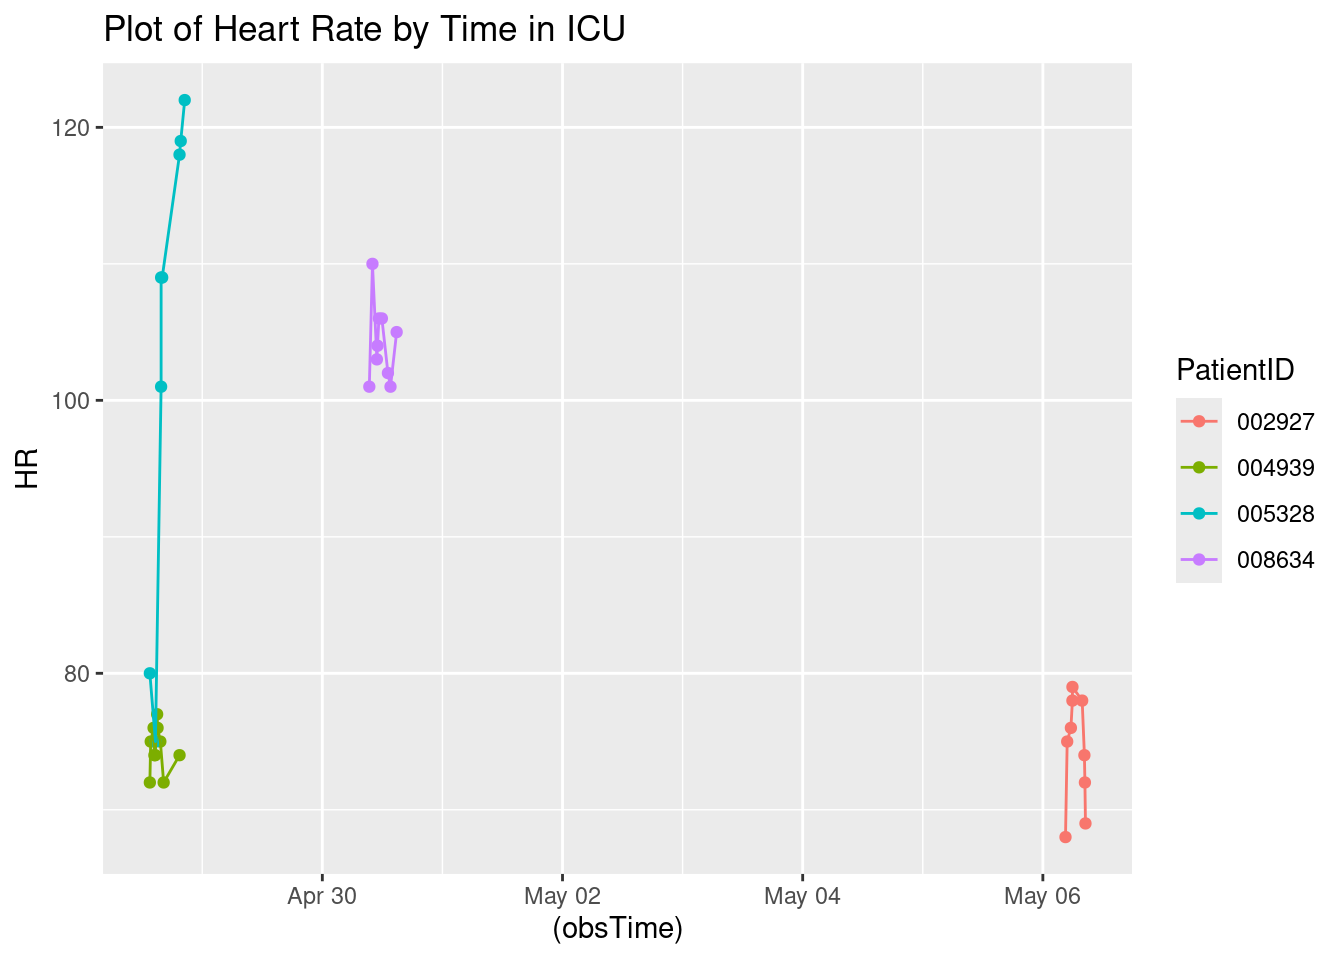 Plot of Heart Rate by Time in ICU
120
100
80
HR
Apr 30
May 02
May 04
May 06
(obsTime)
PatientID
002927
004939
005328
008634